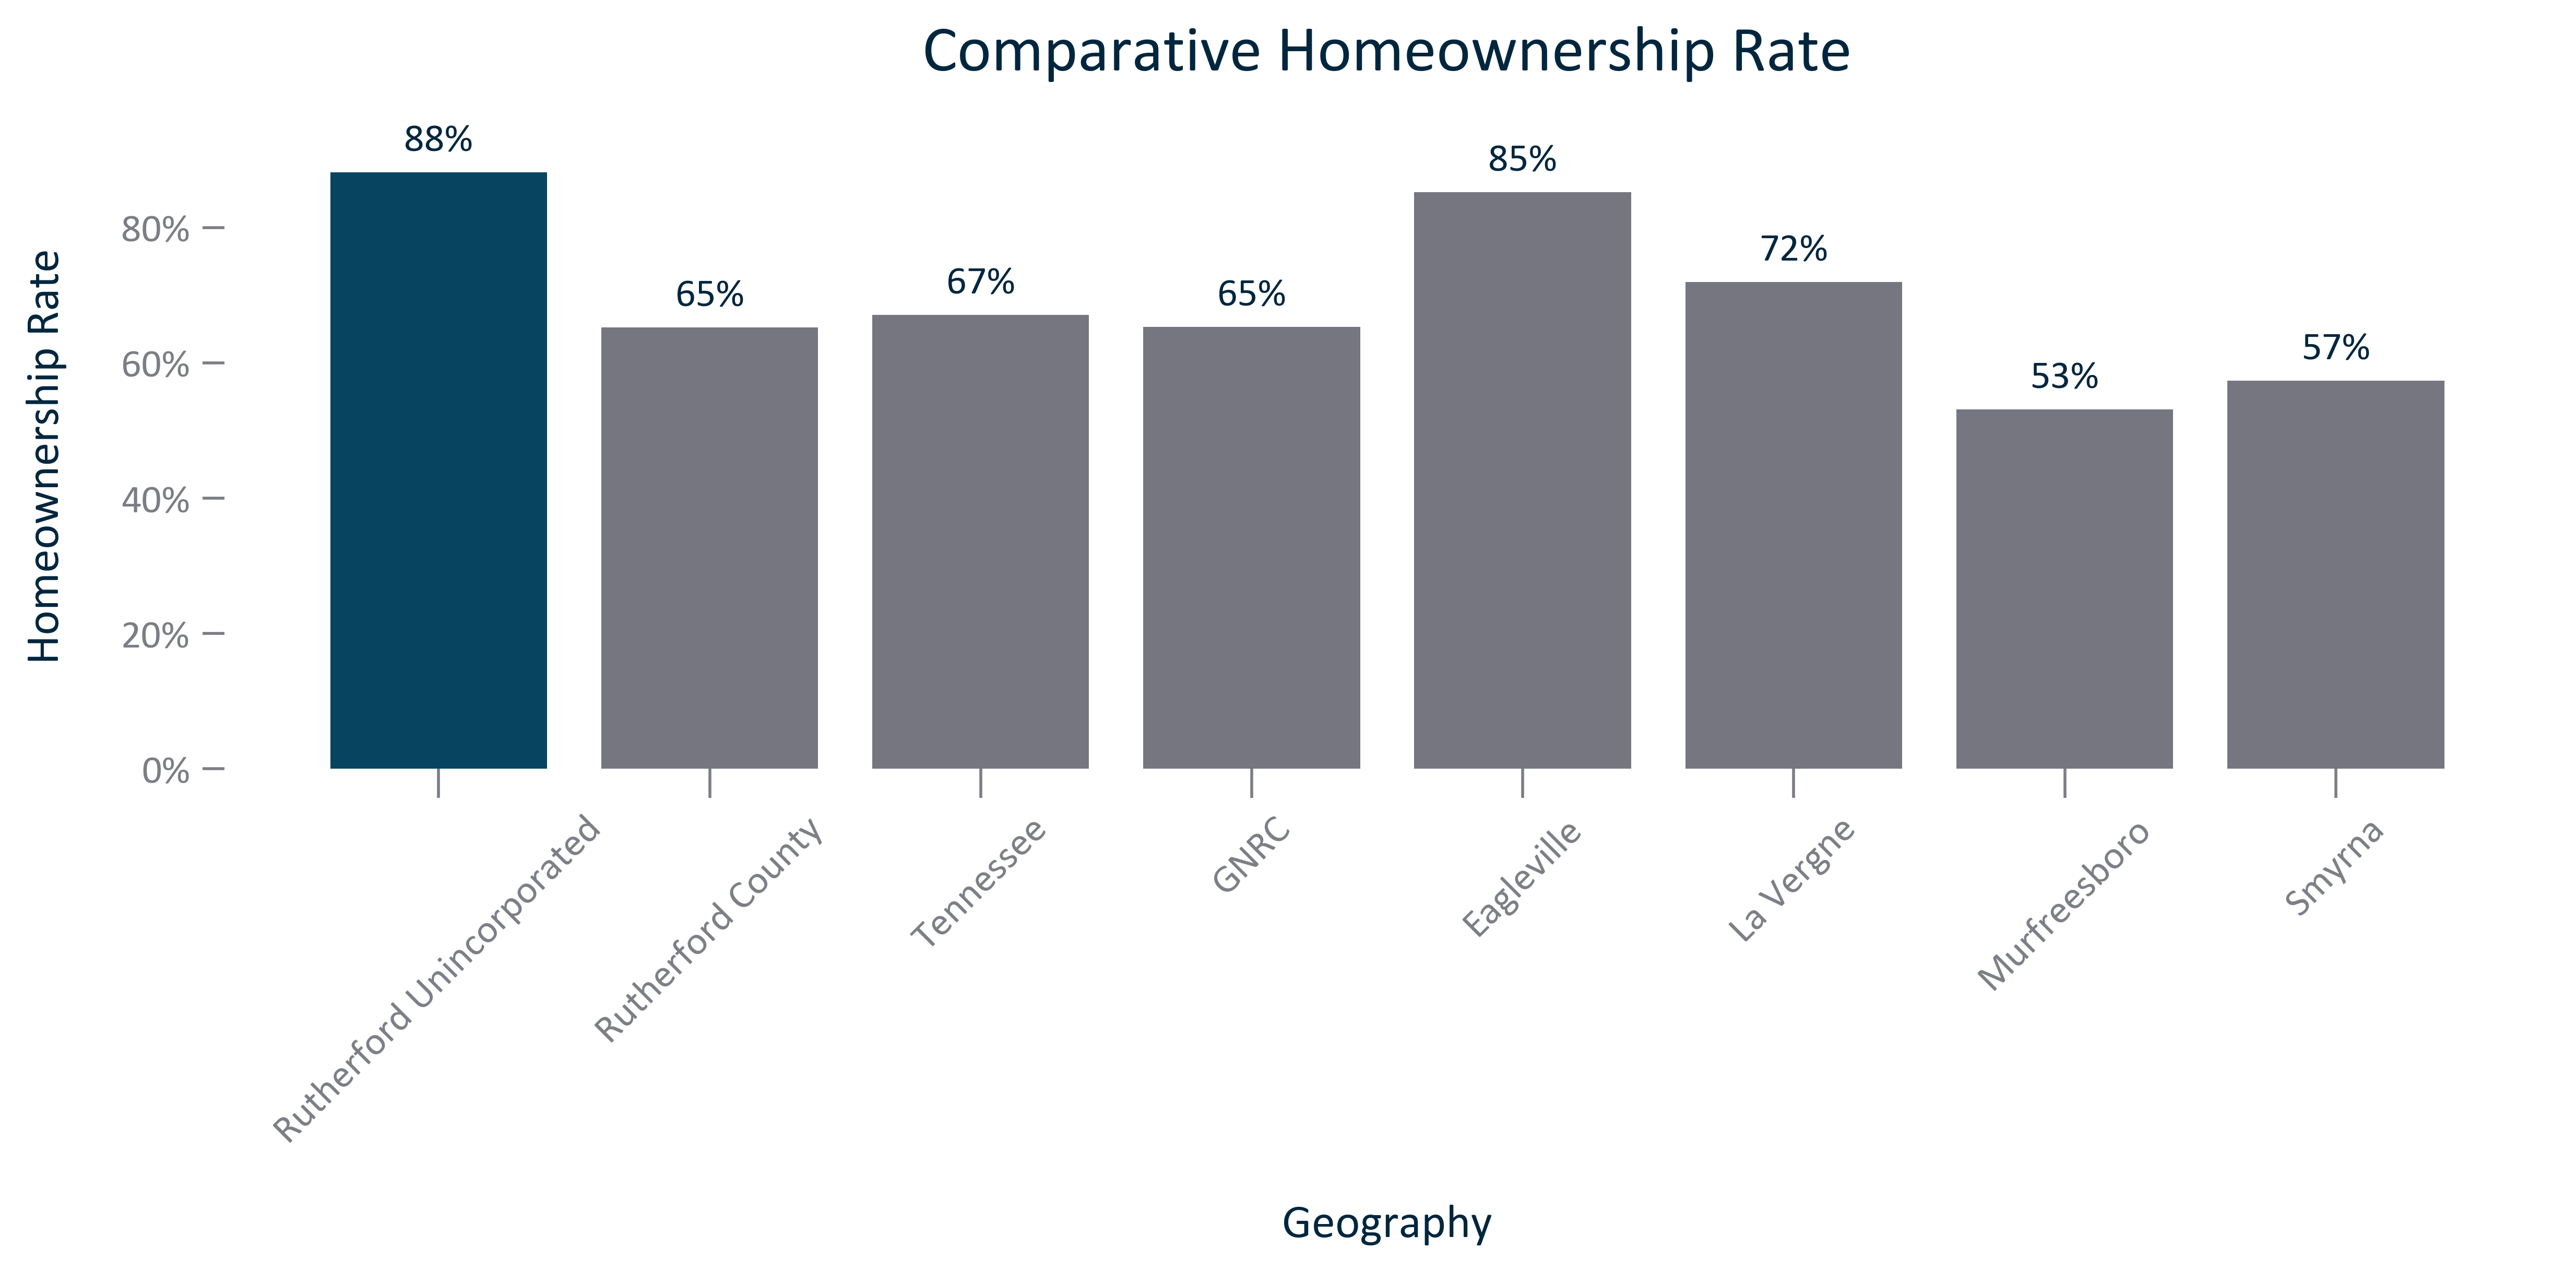 Comparative Homeownership Rate
Homeownership Rate
80%
60%
40%
20%
0%
88%
65%
67%
65%
85%
72%
53%
57%
Rutherford Unincorporated
Rutherford County
Tennessee
GNRC
Eagleville
La Vergne
Murfreesboro
Smyrna
Geography